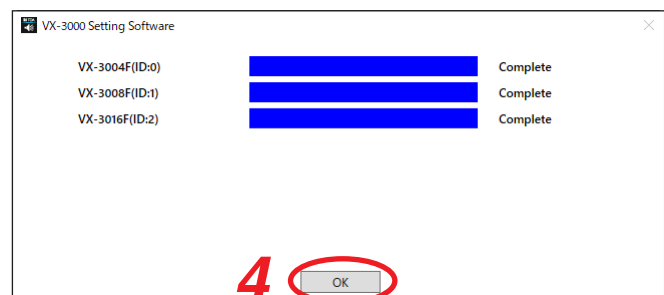 VX-3000 Setting Software
VX-3004F(ID:0) Complete
VX-3008F(ID:1) Complete
VX-3016F(ID:2) Complete
4 OK